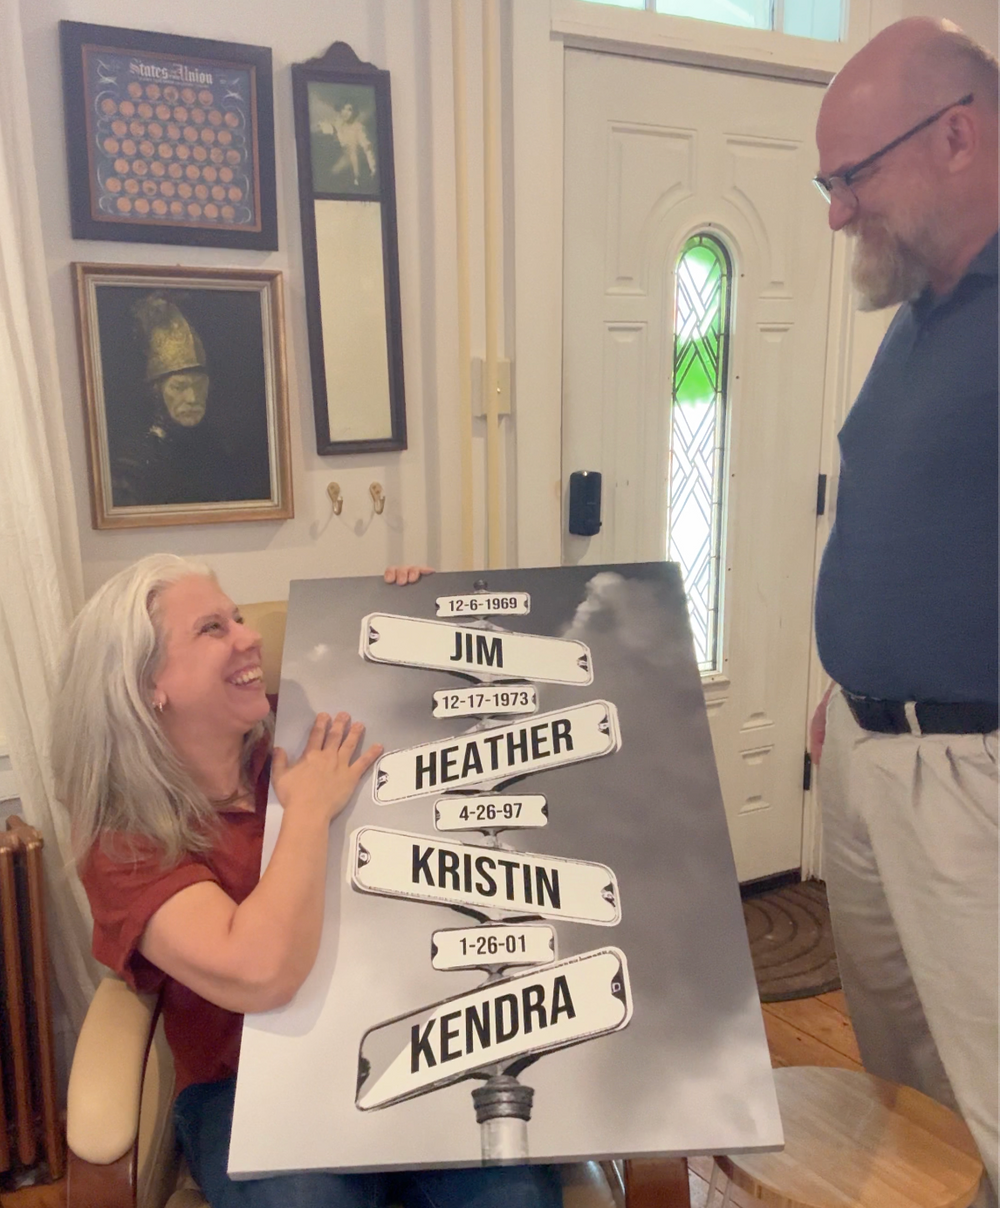 States of the Union
12-6-1969
JIM
12-17-1973
HEATHER
4-26-97
KRISTIN
1-26-01
KENDRA